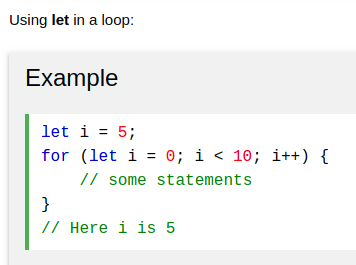 Using let in a loop:
Example
let i = 5;
for (let i = 0; i < 10; i++) {
    // some statements
}
// Here i is 5